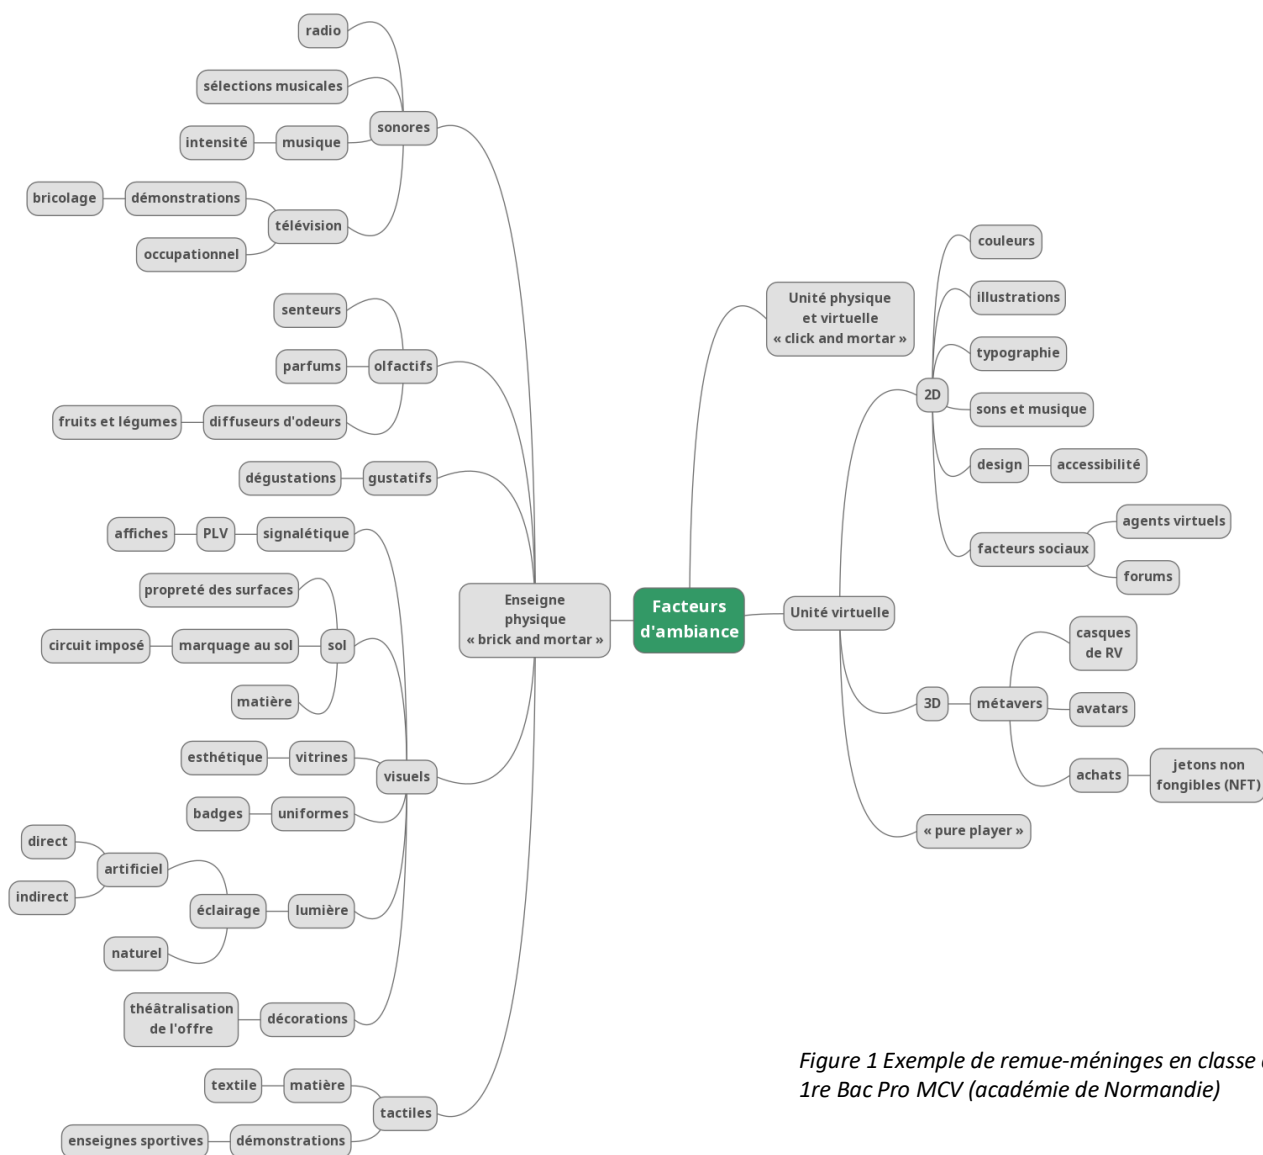 radio
sélections musicales
sonores
intensité
musique
bricolage
démonstrations
télévision
occupationnel
senteurs
parfums
olfactifs
fruits et légumes
diffuseurs d'odeurs
dégustations
gustatifs
affiches
PLV
signalétique
propreté des surfaces
circuit imposé
marquage au sol
sol
matière
esthétique
vitrines
visuels
badges
uniformes
direct
artificiel
indirect
éclairage
lumière
naturel
théâtralisation
de l'offre
décorations
textile
matière
tactiles
enseignes sportives
démonstrations
Enseigne
physique
« brick and mortar »
Facteurs
d'ambiance
Unité physique
et virtuelle
« click and mortar »
Unité virtuelle
2D
couleurs
illustrations
typographie
sons et musique
design
accessibilité
facteurs sociaux
agents virtuels
forums
3D
métavers
casques
de RV
avatars
achats
jetons non
fongibles (NFT)
« pure player »
Figure 1 Exemple de remue-méninges en classe
1re Bac Pro MCV (académie de Normandie)